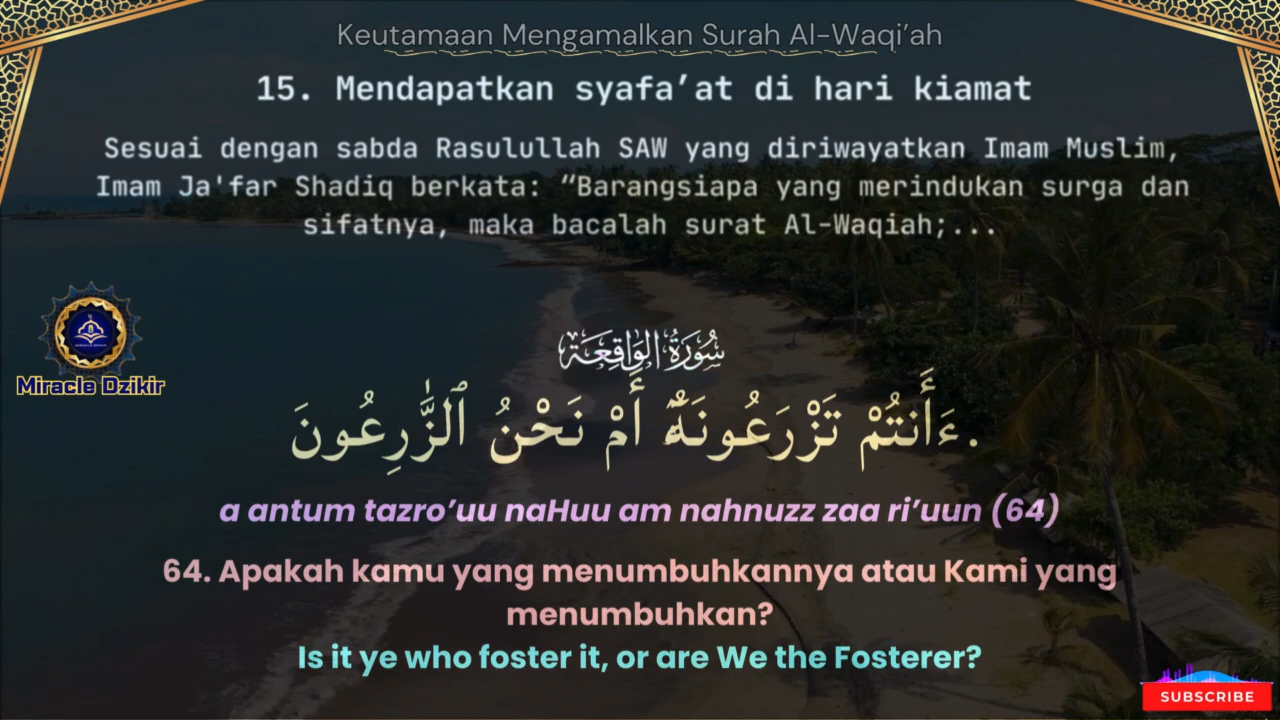 Keutamaan Mengamalkan Surah Al-Waqi’ah
15. Mendapatkan syafa’at di hari kiamat
Sesuai dengan sabda Rasulullah SAW yang diriwayatkan Imam Muslim,
Imam Ja'far Shadiq berkata: “Barangsiapa yang merindukan surga dan
sifatnya, maka bacalah surat Al-Waqiah;...
Miracle Dzikir
سُورَةُ الوَاقِعَة
ءَأَنتُمْ تَزْرَعُونَهُۥٓ أَمْ نَحْنُ ٱلزَّٰرِعُونَ.
a antum tazro’uu naHuu am nahnuzz zaa ri’uun (64)
64. Apakah kamu yang menumbuhkannya atau Kami yang
menumbuhkan?
Is it ye who foster it, or are We the Fosterer?
SUBSCRIBE